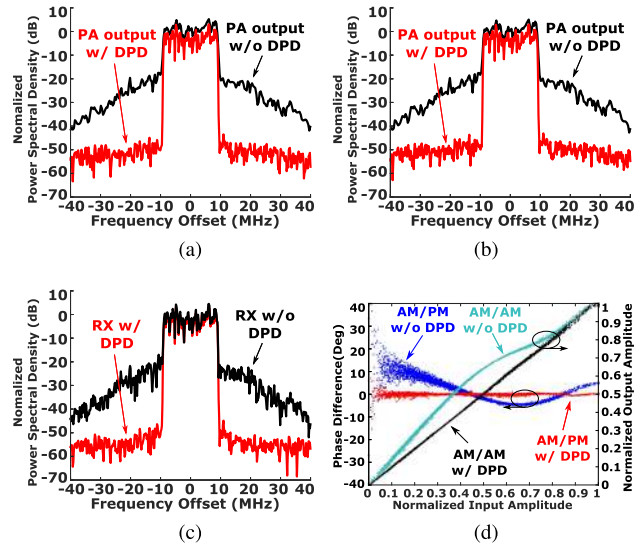 10
0
-10
-20
-30
-40
-50
-60
-70
Nomalized
Power Spectral Density (dB)
PA output
w/ DPD
PA output
w/o DPD
-40 -30 -20 -10 0 10 20 30 40
Frequency Offset (MHz)
(a)
10
0
-10
-20
-30
-40
-50
-60
-70
Nomalized
Power Spectral Density (dB)
PA output
w/ DPD
PA output
w/o DPD
-40 -30 -20 -10 0 10 20 30 40
Frequency Offset (MHz)
(b)
10
0
-10
-20
-30
-40
-50
-60
-70
Normalized
Power Spectral Density (dB)
RX w/
DPD
RX w/o
DPD
-40 -30 -20 -10 0 10 20 30 40
Frequency Offset (MHz)
(c)
40
30
20
10
0
-10
-20
-30
-40
Phase Difference(Deg)
AM/PM
w/o DPD
AM/AM
w/o DPD
AM/AM
w/ DPD
AM/PM
w/ DPD
1
0.9
0.8
0.7
0.6
0.5
0.4
0.3
0.2
0.1
0
Normalized Output Amplitude
0 0.1 0.2 0.3 0.4 0.5 0.6 0.7 0.8 0.9 1
Normalized Input Amplitude
(d)